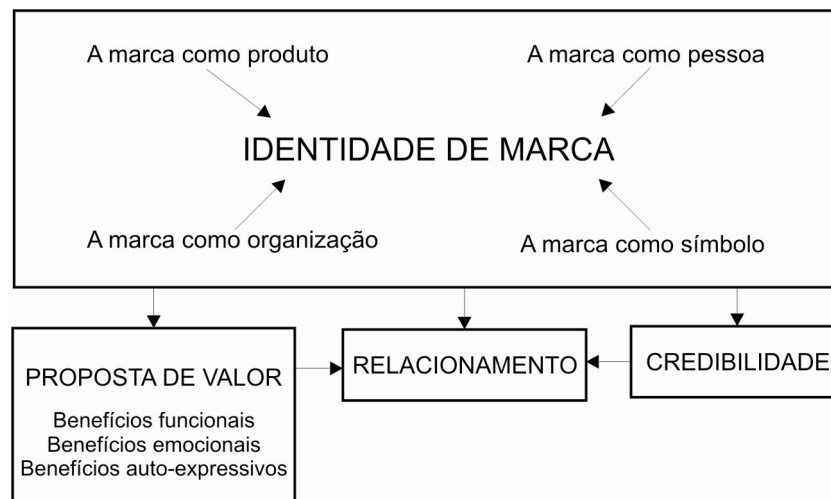 A marca como produto
A marca como pessoa
IDENTIDADE DE MARCA
A marca como organização
A marca como símbolo
PROPOSTA DE VALOR
Benefícios funcionais
Benefícios emocionais
Benefícios auto-expressivos
RELACIONAMENTO
CREDIBILIDADE